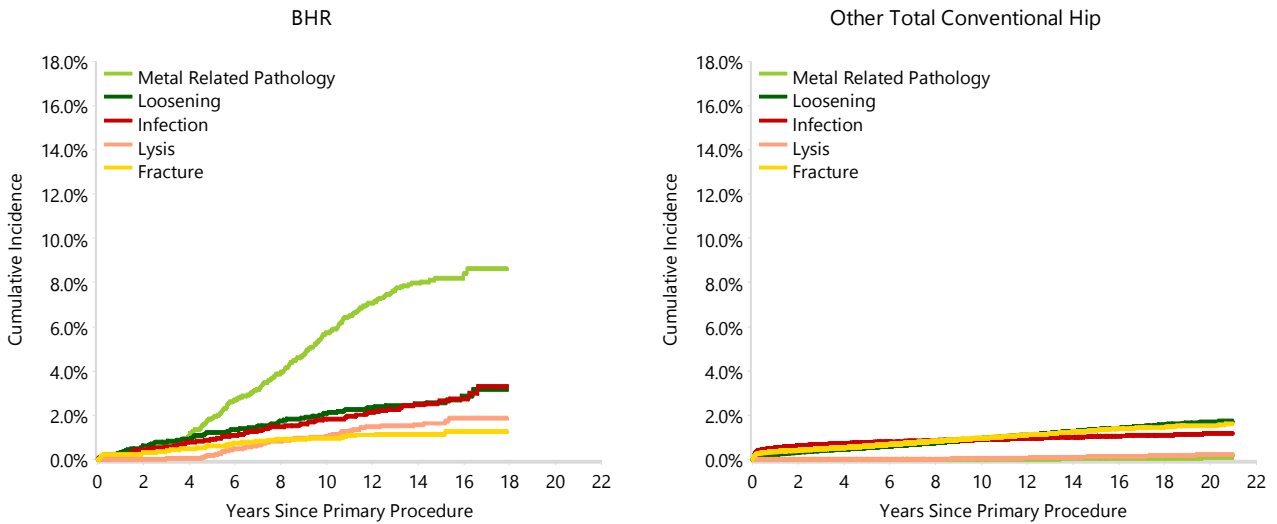 BHR
18.0%
16.0%
14.0%
12.0%
10.0%
8.0%
6.0%
4.0%
2.0%
0.0%
Cumulative Incidence
Metal Related Pathology
Loosening
Infection
Lysis
Fracture
0 2 4 6 8 10 12 14 16 18 20 22
Years Since Primary Procedure
Other Total Conventional Hip
18.0%
16.0%
14.0%
12.0%
10.0%
8.0%
6.0%
4.0%
2.0%
0.0%
Cumulative Incidence
Metal Related Pathology
Loosening
Infection
Lysis
Fracture
0 2 4 6 8 10 12 14 16 18 20 22
Years Since Primary Procedure